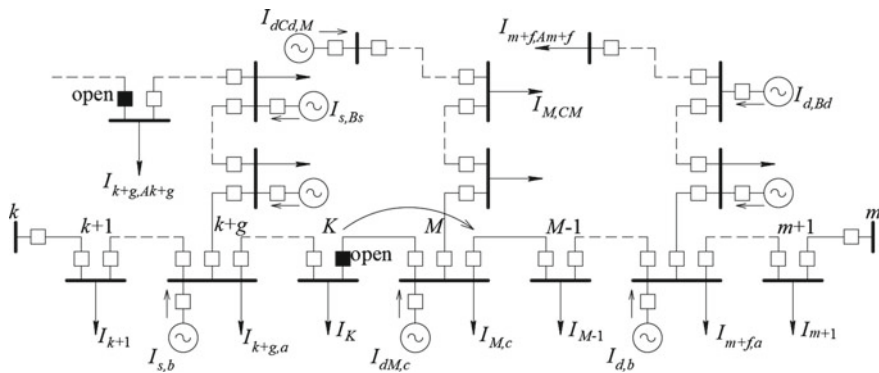 I_{dCd,M}
I_{m+f,Am+f}
open
I_{s,Bs}
I_{M,CM}
I_{d,Bd}
I_{k+g,Ak+g}
k k+1 k+g K M M-1 m+1 m
open
I_{k+1} I_{s,b} I_{k+g,a} I_K I_{dM,c} I_{M,c} I_{M-1} I_{d,b} I_{m+f,a} I_{m+1}